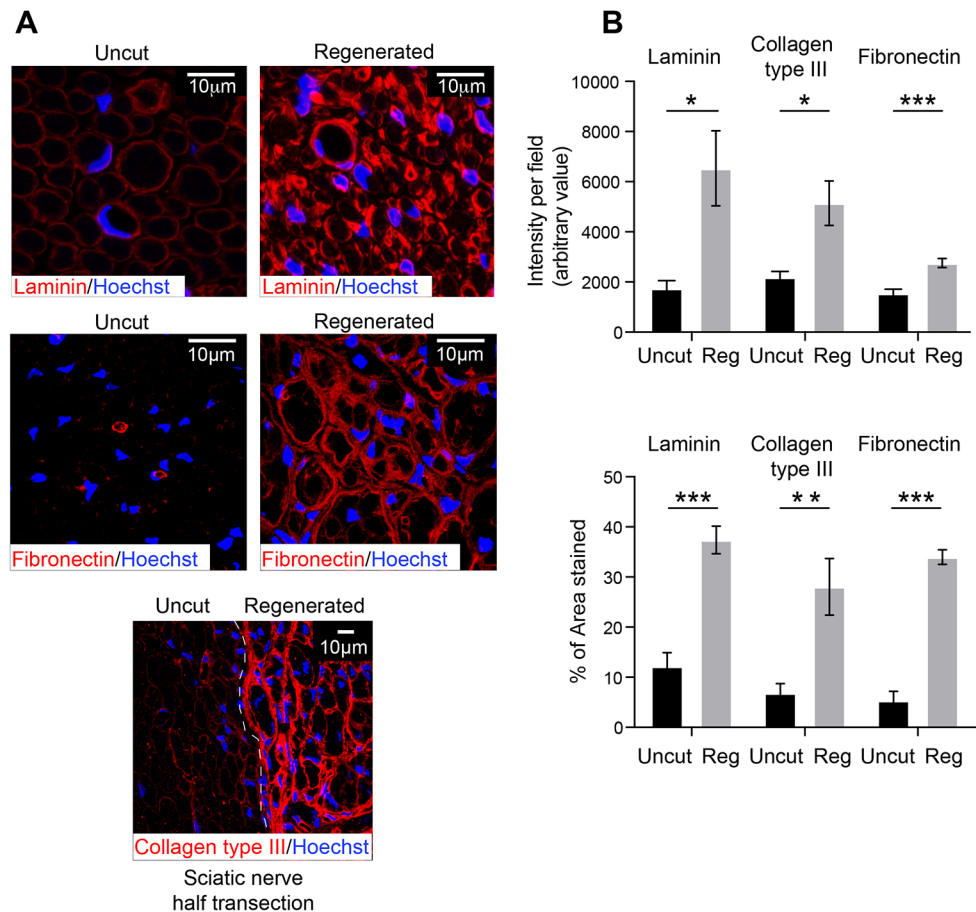 A
Uncut
Regenerated
10µm
10µm
Laminin/Hoechst
Laminin/Hoechst
Uncut
Regenerated
10µm
10µm
Fibronectin/Hoechst
Fibronectin/Hoechst
Uncut
Regenerated
10µm
Collagen type III/Hoechst
Sciatic nerve
half transection
B
Laminin
Collagen
type III
Fibronectin
Intensity per field
(arbitrary value)
10000
8000
6000
4000
2000
0
*
*
***
Uncut Reg Uncut Reg Uncut Reg
Laminin
Collagen
type III
Fibronectin
% of Area stained
50
40
30
20
10
0
***
* *
***
Uncut Reg Uncut Reg Uncut Reg